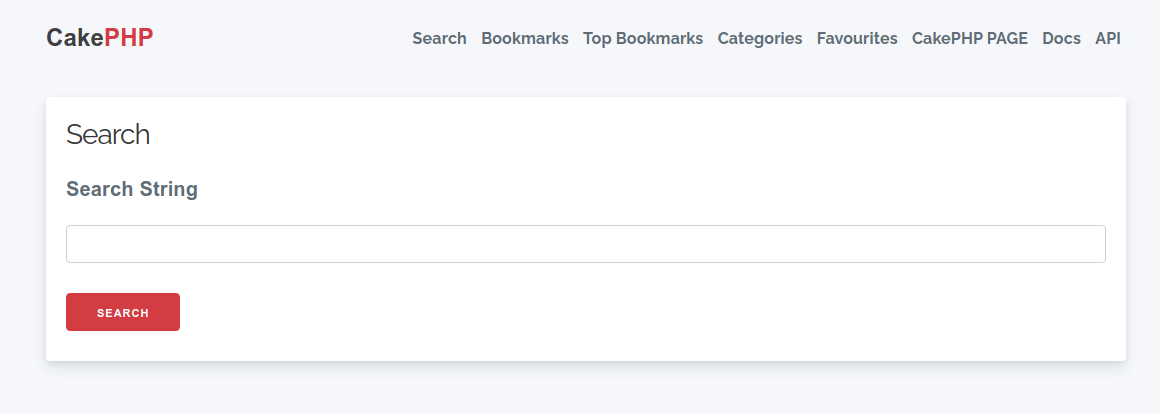 CakePHP
Search Bookmarks Top Bookmarks Categories Favourites CakePHP PAGE Docs API
Search
Search String
SEARCH